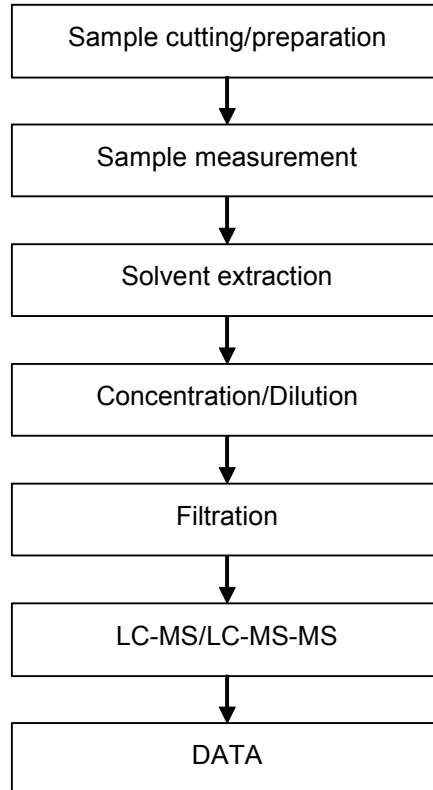 Sample cutting/preparation
Sample measurement
Solvent extraction
Concentration/Dilution
Filtration
LC-MS/LC-MS-MS
DATA